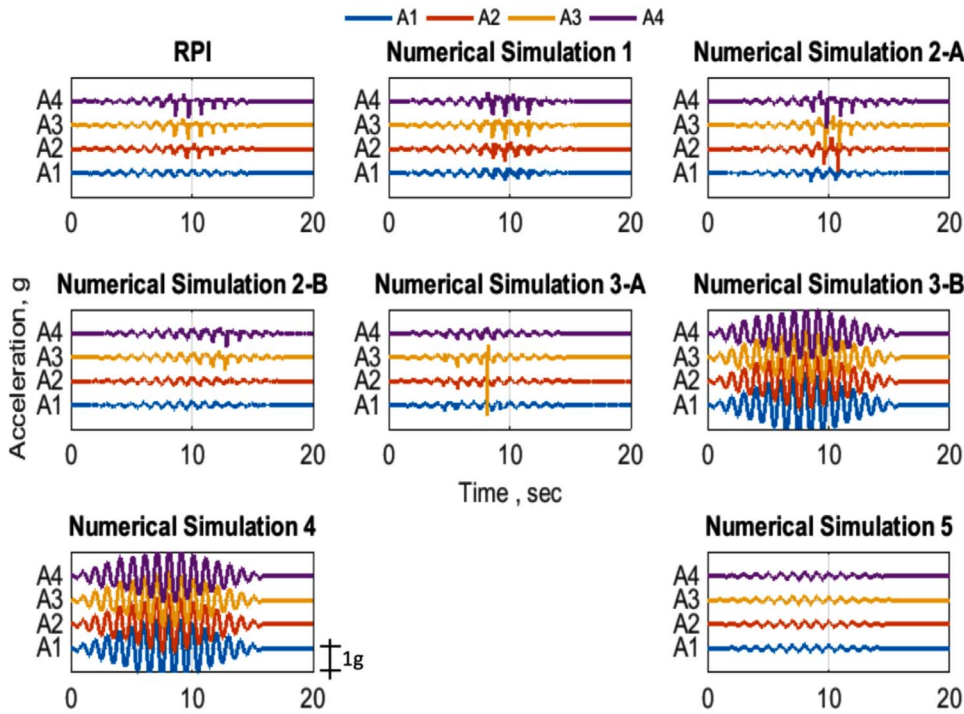 A1 A2 A3 A4
RPI
Numerical Simulation 1
Numerical Simulation 2-A
A4
A3
A2
A1
0 10 20
A4
A3
A2
A1
0 10 20
A4
A3
A2
A1
0 10 20
Numerical Simulation 2-B
Numerical Simulation 3-A
Numerical Simulation 3-B
Acceleration, g
A4
A3
A2
A1
0 10 20
A4
A3
A2
A1
0 10 20
A4
A3
A2
A1
0 10 20
Time , sec
Numerical Simulation 4
Numerical Simulation 5
A4
A3
A2
A1
1g
0 10 20
A4
A3
A2
A1
0 10 20